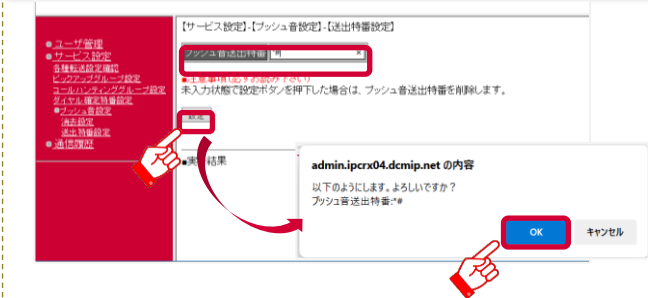 【サービス設定】-【プッシュ音設定】-【送出特番設定】
ユーザ管理
サービス設定
各種転送設定確認
ピックアップグループ設定
コールハンティンググループ設定
ダイヤル確定特番設定
プッシュ音設定
消去設定
送出特番設定
通信履歴
プッシュ音送出特番
■注意事項(必ずお読み下さい)
未入力状態で設定ボタンを押下した場合は、プッシュ音送出特番を削除します。
設定
■実行結果
admin.ipcrx04.dcmip.net の内容
以下のようにします。よろしいですか？
プッシュ音送出特番:*#
OK
キャンセル